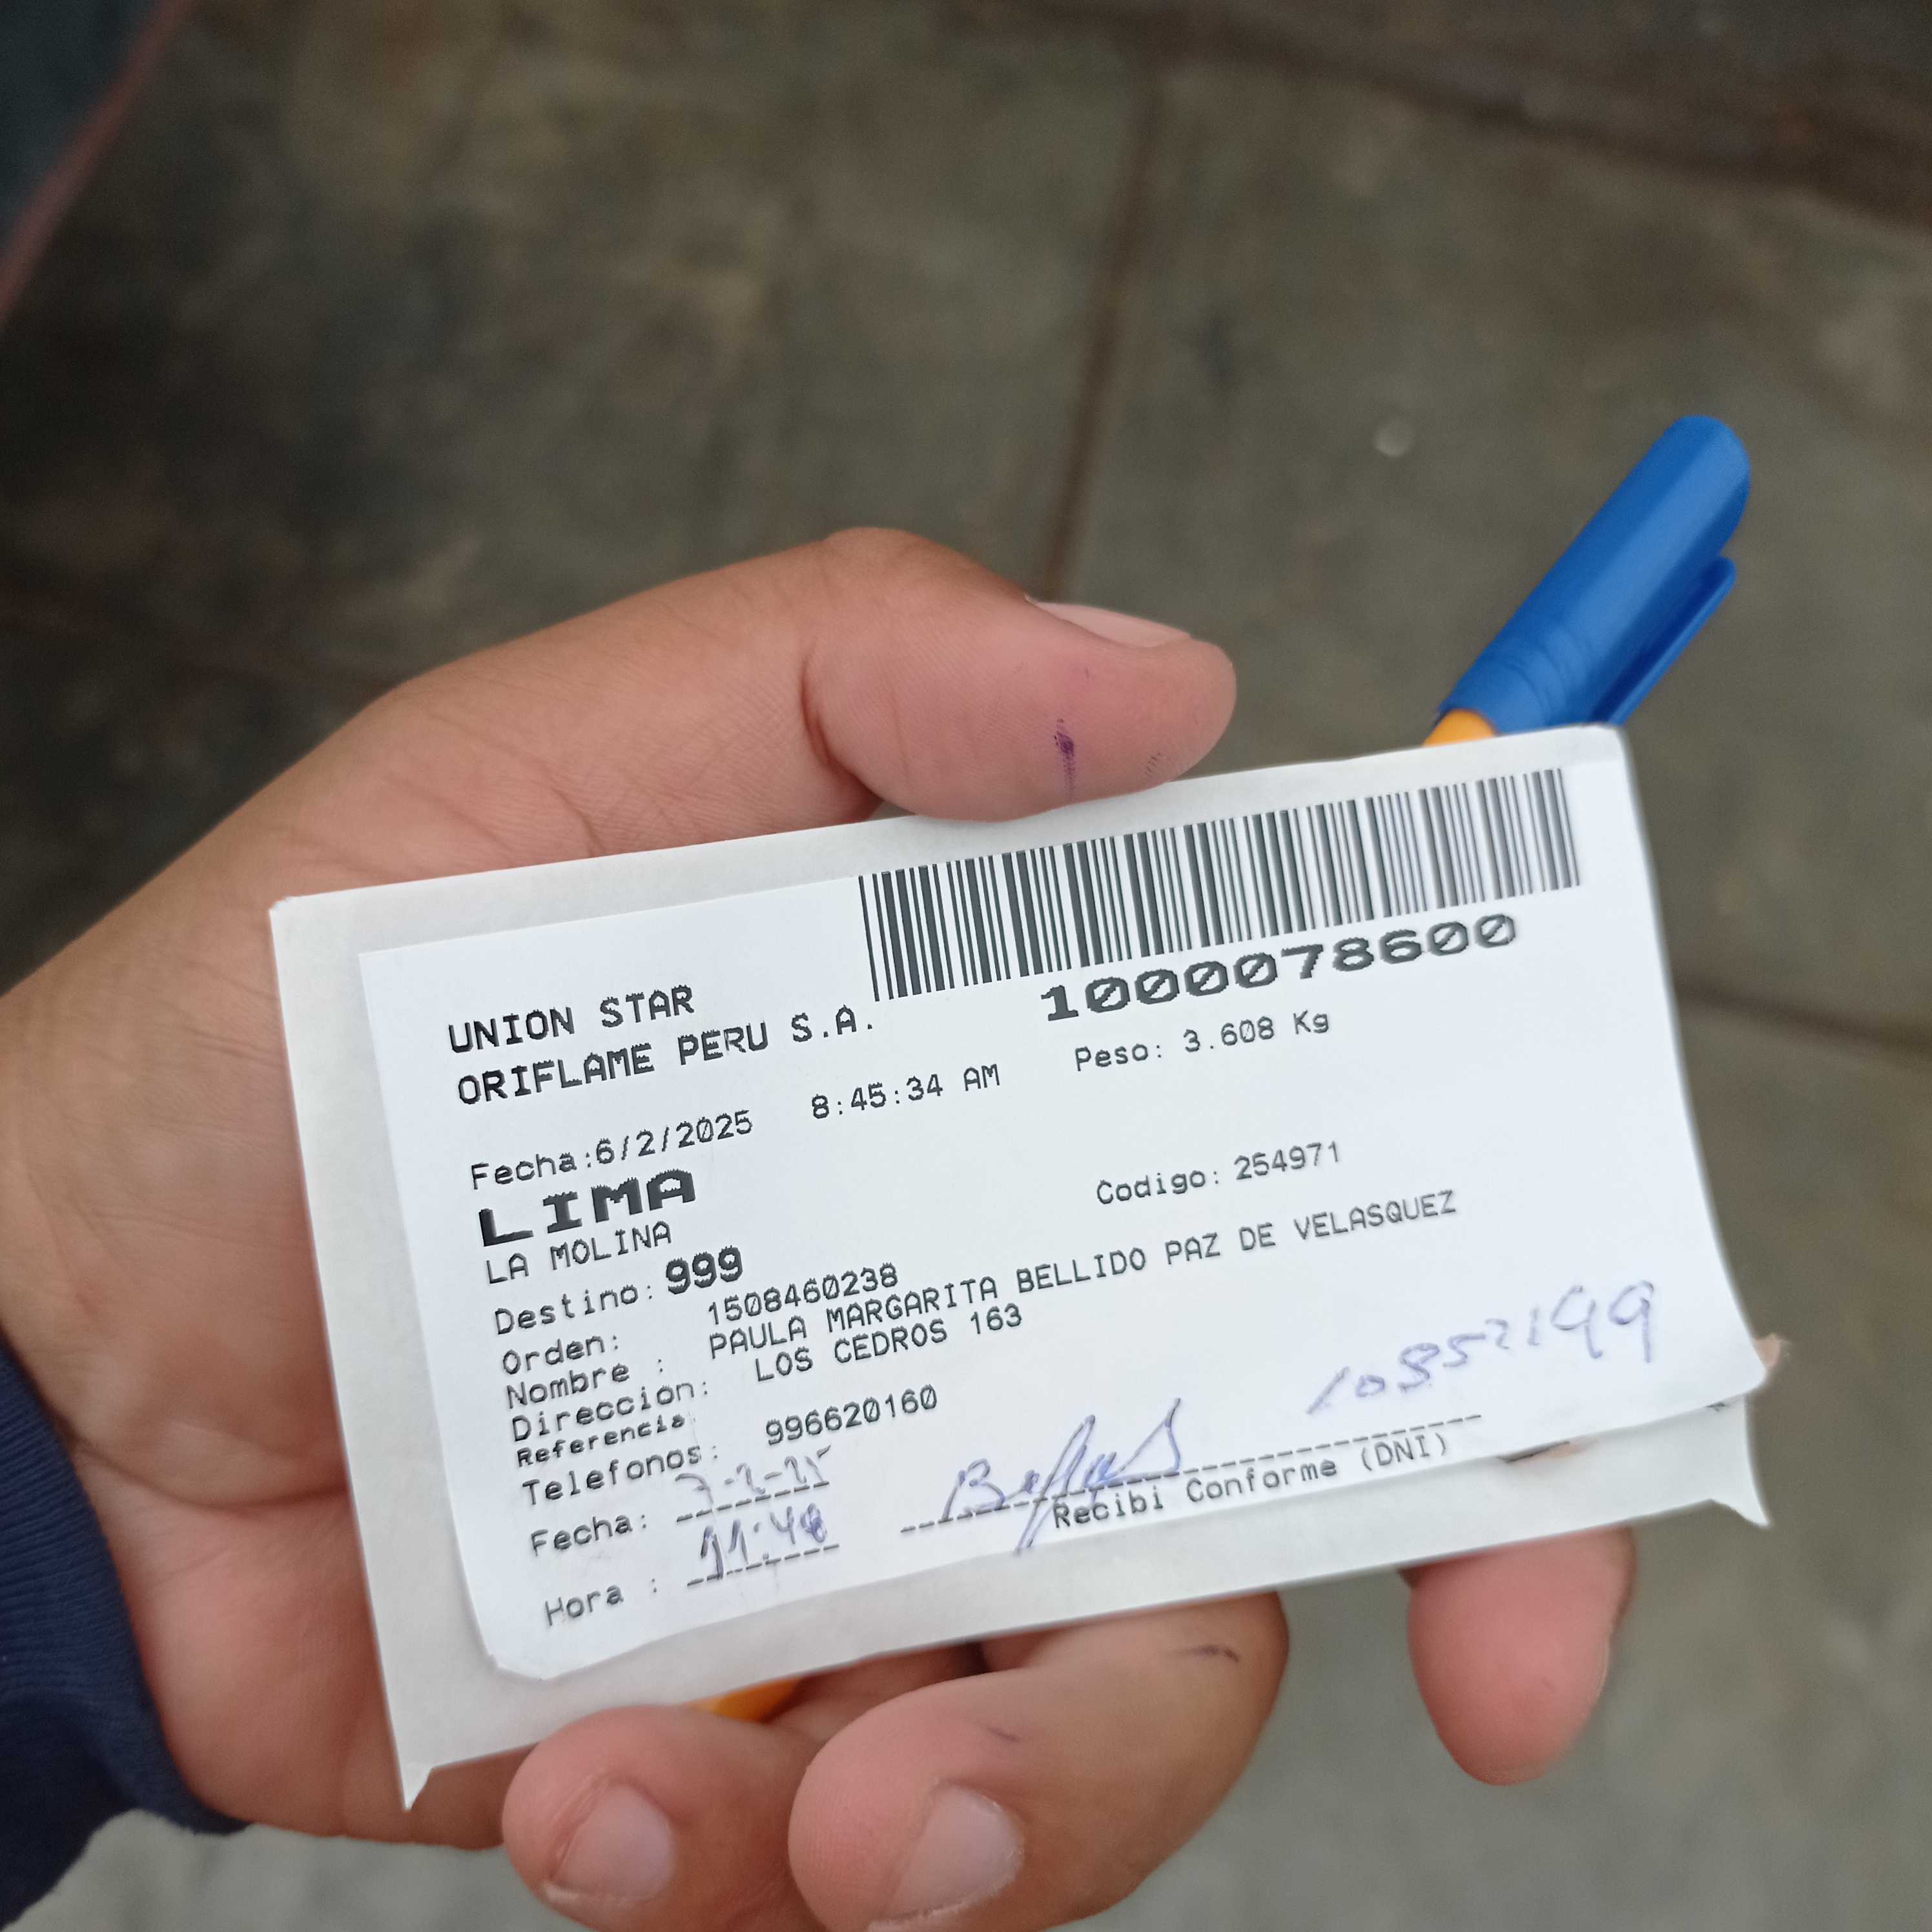 1000078600
UNION STAR
ORIFLAME PERU S.A.
Fecha:6/2/2025 8:45:34 AM Peso: 3.608 Kg
LIMA
LA MOLINA Codigo: 254971
Destino: 999
Orden: 1508460238
Nombre : PAULA MARGARITA BELLIDO PAZ DE VELASQUEZ
Direccion: LOS CEDROS 163
Referencia
Telefonos: 996620160
Fecha: 7-2-25
10852199
Hora : 11:48
Recibi Conforme (DNI)